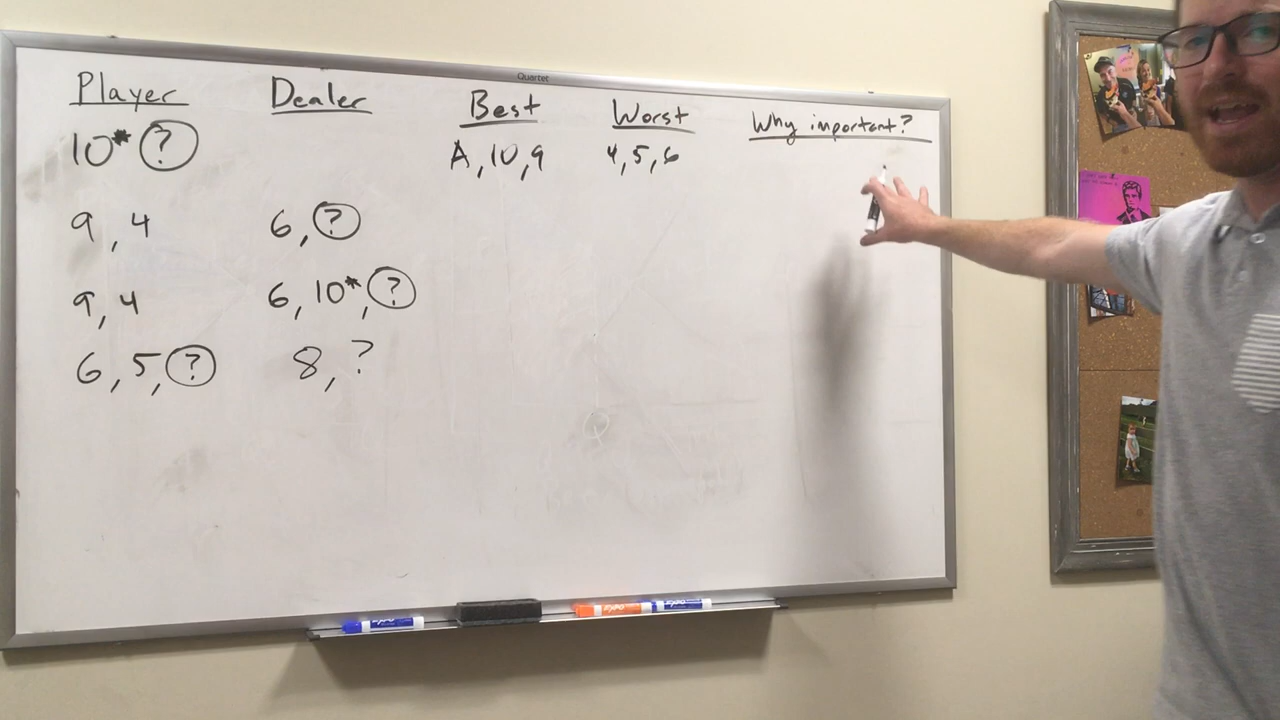 Quartet
Player Dealer Best Worst Why important?
10* ? A, 10, 9 4, 5, 6
9, 4 6, ?
9, 4 6, 10*, ?
6, 5, ? 8, ?
EXPO